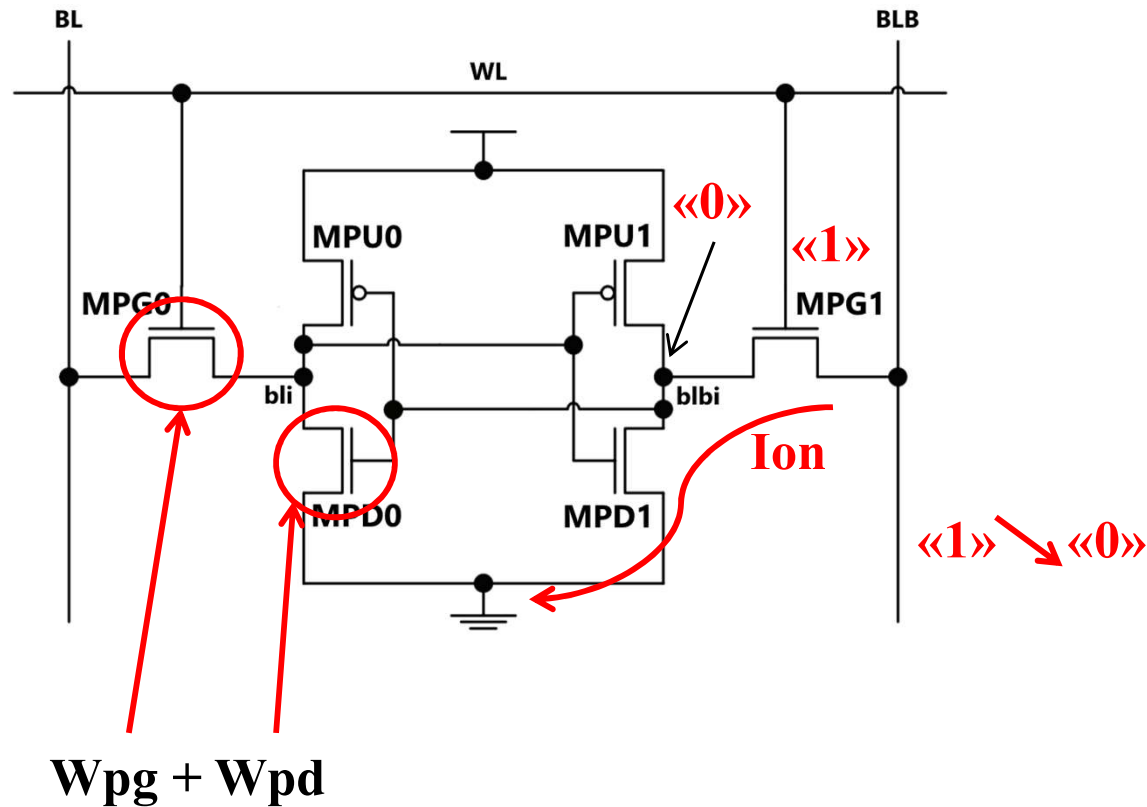 BL
BLB
WL
«0»
MPU0
MPU1
«1»
MPG0
MPG1
bli
blbi
Ion
MPD0
MPD1
«1»
«0»
Wpg + Wpd